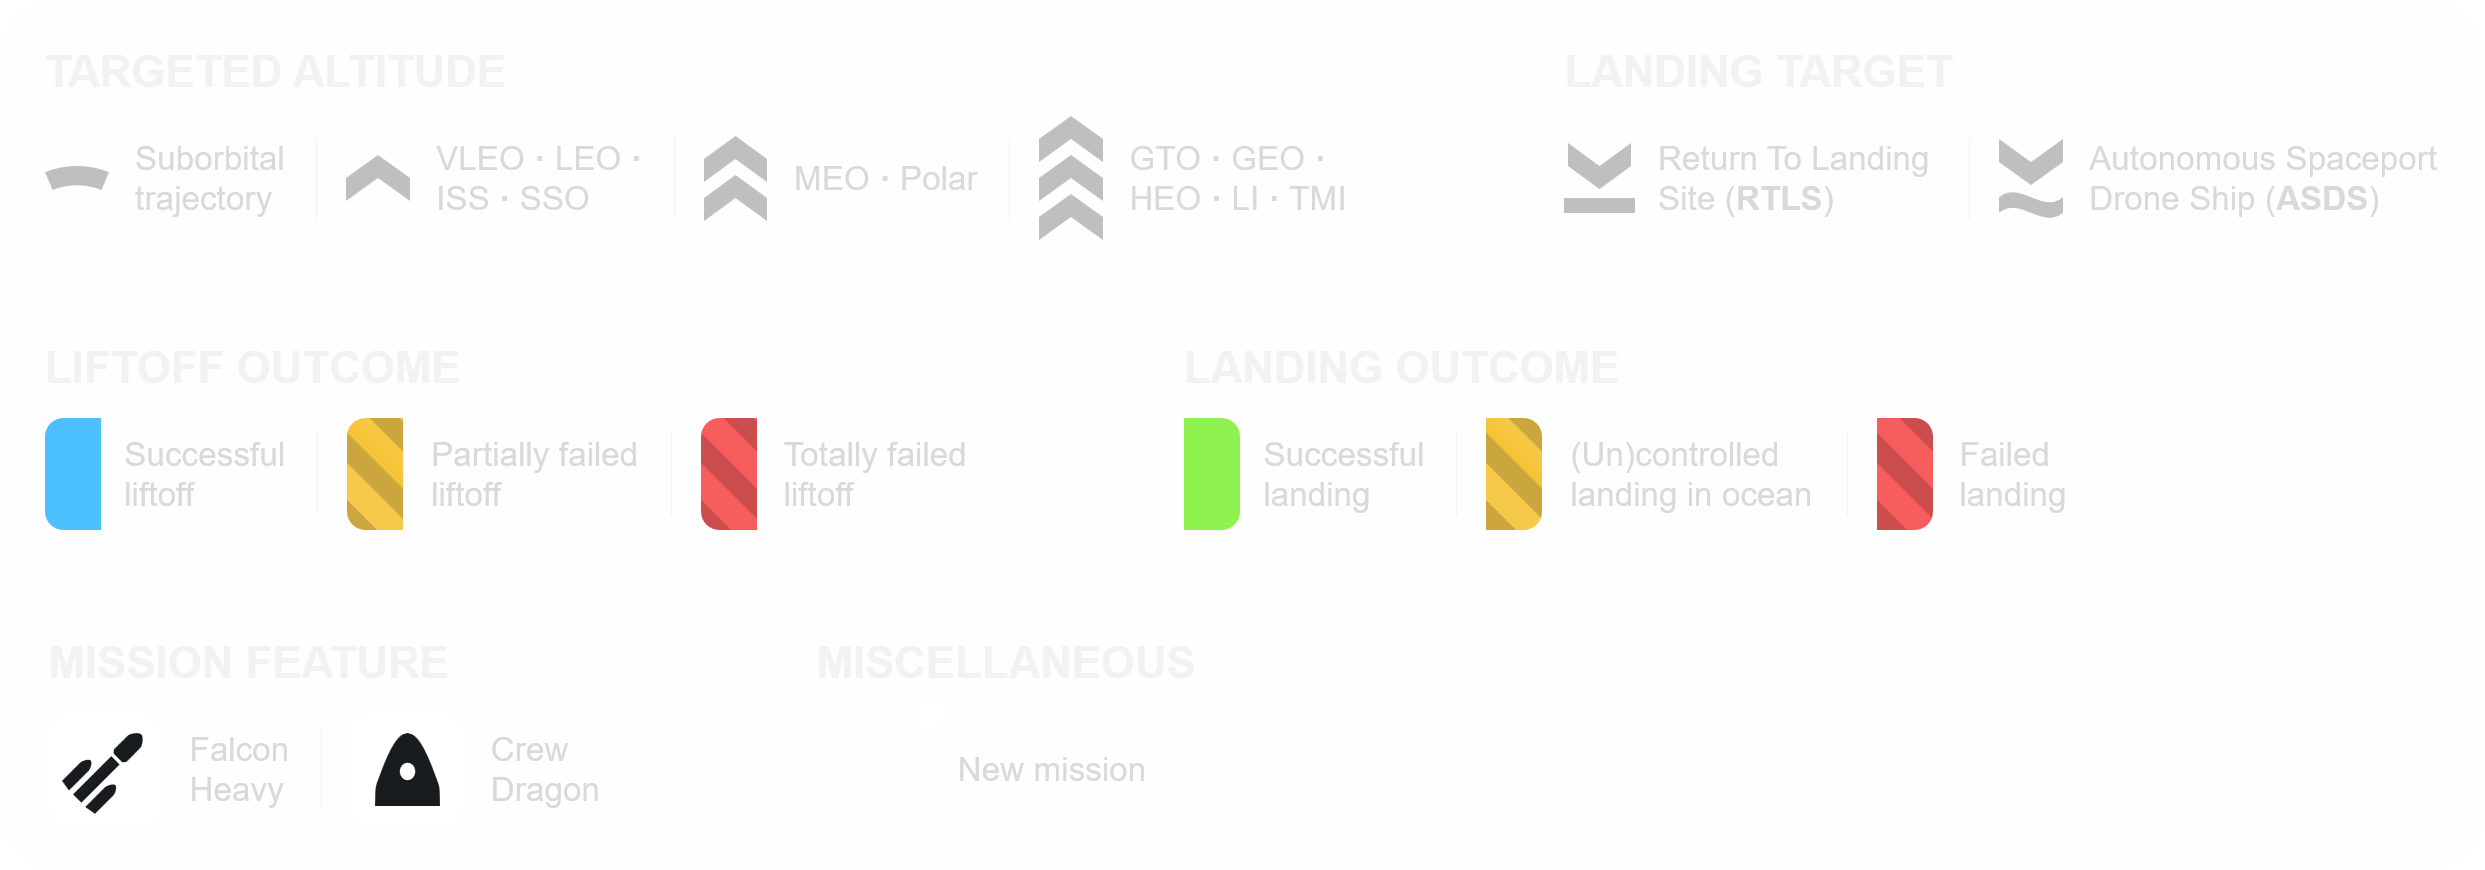 TARGETED ALTITUDE
Suborbital
trajectory
VLEO · LEO ·
ISS · SSO
MEO · Polar
GTO · GEO ·
HEO · LI · TMI
LANDING TARGET
Return To Landing
Site (RTLS)
Autonomous Spaceport
Drone Ship (ASDS)
LIFTOFF OUTCOME
Successful
liftoff
Partially failed
liftoff
Totally failed
liftoff
LANDING OUTCOME
Successful
landing
(Un)controlled
landing in ocean
Failed
landing
MISSION FEATURE
Falcon
Heavy
Crew
Dragon
MISCELLANEOUS
New mission